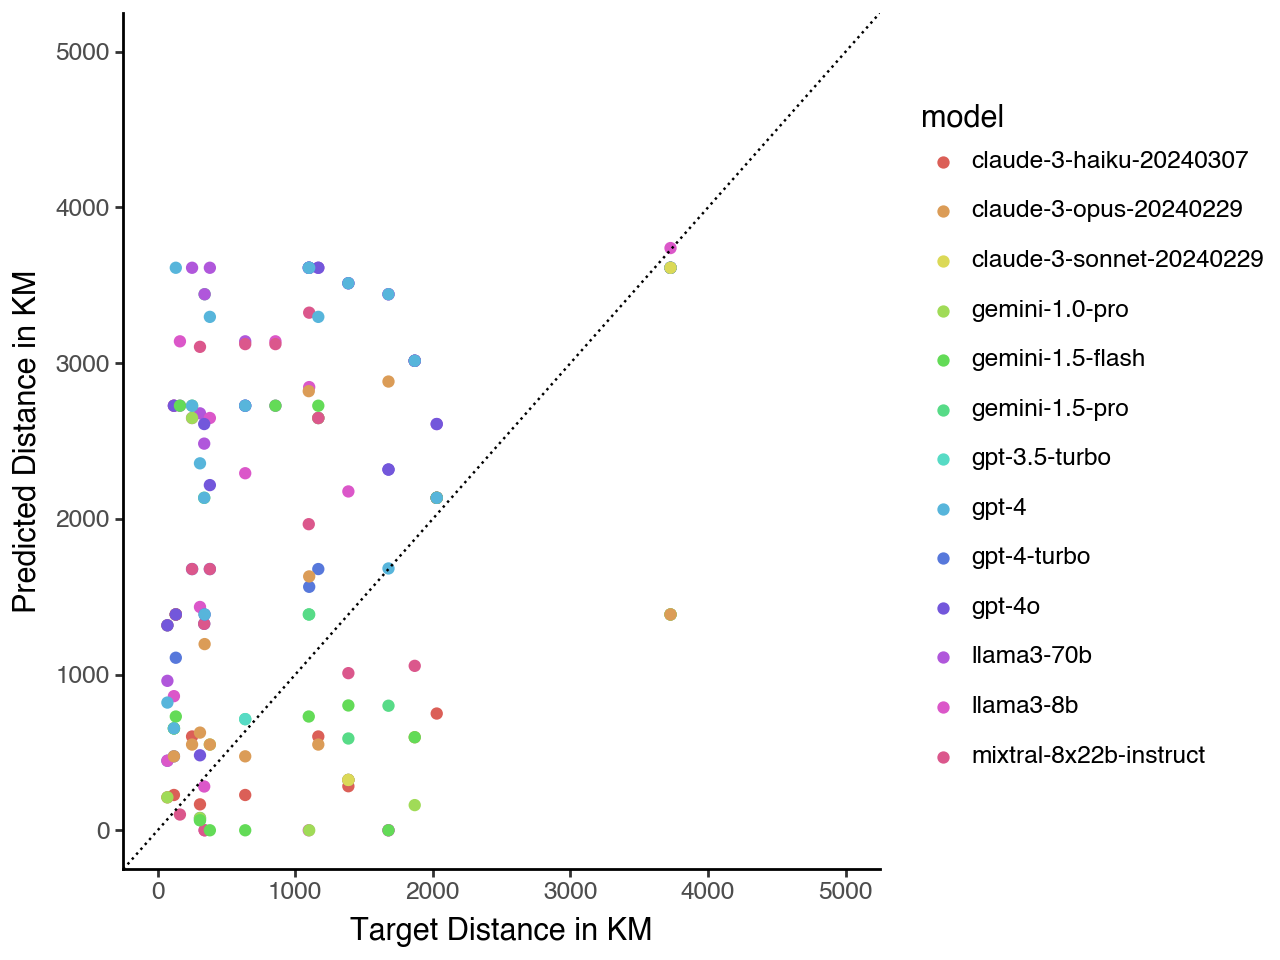 5000
4000
3000
2000
1000
0
Predicted Distance in KM
0
1000
2000
3000
4000
5000
Target Distance in KM
model
claude-3-haiku-20240307
claude-3-opus-20240229
claude-3-sonnet-20240229
gemini-1.0-pro
gemini-1.5-flash
gemini-1.5-pro
gpt-3.5-turbo
gpt-4
gpt-4-turbo
gpt-4o
llama3-70b
llama3-8b
mixtral-8x22b-instruct